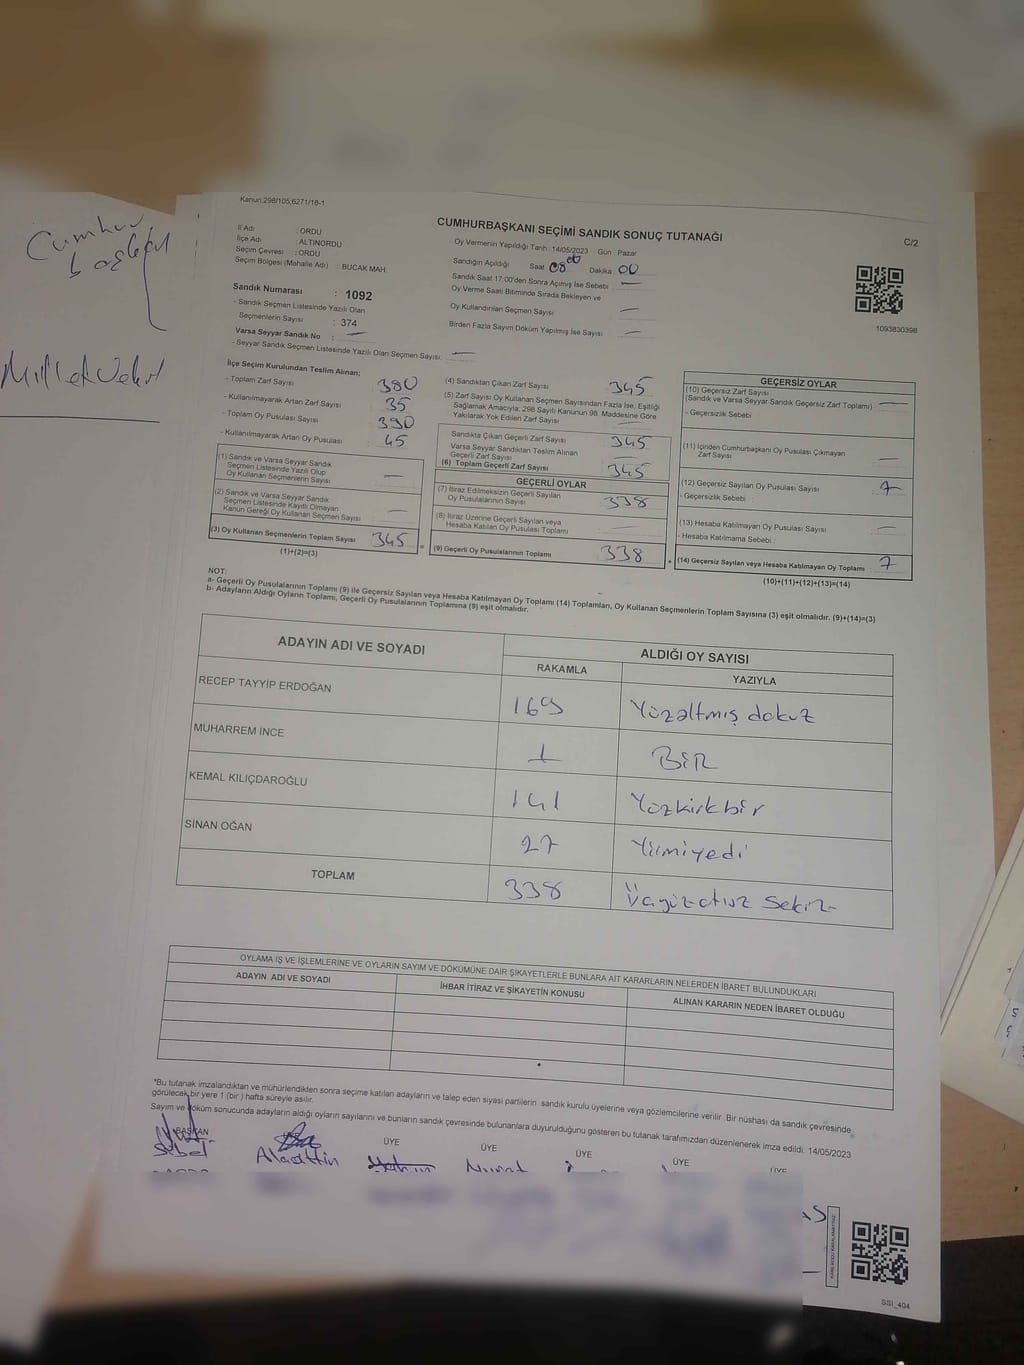 Cumhur
başkan
Milletvekil
Kanun:298/105;6271/18-1
CUMHURBAŞKANI SEÇİMİ SANDIK SONUÇ TUTANAĞI
C/2
İl Adı : ORDU
İlçe Adı : ALTINORDU
Seçim Çevresi : ORDU
Seçim Bölgesi (Mahalle Adı) : BUCAK MAH.
Sandık Numarası : 1092
- Sandık Seçmen Listesinde Yazılı Olan
Seçmenlerin Sayısı : 374
Varsa Seyyar Sandık No : —
- Seyyar Sandık Seçmen Listesinde Yazılı Olan Seçmen Sayısı: —
Oy Vermenin Yapıldığı Tarih :14/05/2023 Gün : Pazar
Sandığın Açıldığı Saat 08 00 Dakika 00
Sandık Saat 17:00'den Sonra Açımış İse Sebebi : —
Oy Verme Saati Bitiminde Sırada Bekleyen ve
Oy Kullandırılan Seçmen Sayısı —
Birden Fazla Sayım Döküm Yapılmış İse Sayısı —
1093830398
İlçe Seçim Kurulundan Teslim Alınan;
- Toplam Zarf Sayısı 380
- Kullanılmayarak Artan Zarf Sayısı 35
- Toplam Oy Pusulası Sayısı 390
- Kullanılmayarak Artan Oy Pusulası 45
(1) Sandık ve Varsa Seyyar Sandık
Seçmen Listesinde Yazılı Olup
Oy Kullanan Seçmenlerin Sayısı —
(2) Sandık ve Varsa Seyyar Sandık
Seçmen Listesinde Kayıtlı Olmayan
Kanun Gereği Oy Kullanan Seçmen Sayısı —
(3) Oy Kullanan Seçmenlerin Toplam Sayısı 345
(1)+(2)=(3)
=
(4) Sandıktan Çıkan Zarf Sayısı 345
(5) Zarf Sayısı Oy Kullanan Seçmen Sayısından Fazla İse; Eşitliği
Sağlamak Amacıyla; 298 Sayılı Kanunun 98. Maddesine Göre
Yakılarak Yok Edilen Zarf Sayısı —
Sandıkta Çıkan Geçerli Zarf Sayısı 345
Varsa Seyyar Sandıktan Teslim Alınan
Geçerli Zarf Sayısı —
(6) Toplam Geçerli Zarf Sayısı 345
GEÇERLİ OYLAR
(7) İtiraz Edilmeksizin Geçerli Sayılan
Oy Pusulalarının Sayısı 338
(8) İtiraz Üzerine Geçerli Sayılan veya
Hesaba Katılan Oy Pusulası Toplamı —
(9) Geçerli Oy Pusulalarının Toplamı 338
+
GEÇERSİZ OYLAR
(10) Geçersiz Zarf Sayısı
(Sandık ve Varsa Seyyar Sandık Geçersiz Zarf Toplamı) —
- Geçersizlik Sebebi
(11) İçinden Cumhurbaşkanı Oy Pusulası Çıkmayan
Zarf Sayısı —
(12) Geçersiz Sayılan Oy Pusulası Sayısı 7
- Geçersizlik Sebebi :
(13) Hesaba Katılmayan Oy Pusulası Sayısı —
- Hesaba Katılmama Sebebi :
(14) Geçersiz Sayılan veya Hesaba Katılmayan Oy Toplamı 7
(10)+(11)+(12)+(13)=(14)
NOT:
a- Geçerli Oy Pusulalarının Toplamı (9) ile Geçersiz Sayılan veya Hesaba Katılmayan Oy Toplamı (14) Toplamları, Oy Kullanan Seçmenlerin Toplam Sayısına (3) eşit olmalıdır. (9)+(14)=(3)
b- Adayların Aldığı Oyların Toplamı, Geçerli Oy Pusulalarının Toplamına (9) eşit olmalıdır.
ADAYIN ADI VE SOYADI ALDIĞI OY SAYISI
RAKAMLA YAZIYLA
RECEP TAYYİP ERDOĞAN 169 Yüzaltmış dokuz
MUHARREM İNCE 1 BİR
KEMAL KILIÇDAROĞLU 141 Yüzkırkbir
SİNAN OĞAN 27 Yirmiyedi
TOPLAM 338 Üçyüzotuz sekiz
OYLAMA İŞ VE İŞLEMLERİNE VE OYLARIN SAYIM VE DÖKÜMÜNE DAİR ŞİKAYETLERLE BUNLARA AİT KARARLARIN NELERDEN İBARET BULUNDUKLARI
ADAYIN ADI VE SOYADI İHBAR İTİRAZ VE ŞİKAYETİN KONUSU ALINAN KARARIN NEDEN İBARET OLDUĞU
"Bu tutanak imzalandıktan ve mühürlendikten sonra seçime katılan adayların ve talep eden siyasi partilerin sandık kurulu üyelerine veya gözlemcilerine verilir. Bir nüshası da sandık çevresinde
görülecek bir yere 1 (bir ) hafta süreyle asılır.
Sayım ve döküm sonucunda adayların aldığı oyların sayılarını ve bunların sandık çevresinde bulunanlara duyurulduğunu gösteren bu tutanak tarafımızdan düzenlenerek imza edildi. 14/05/2023
BAŞKAN ÜYE ÜYE ÜYE ÜYE ÜYE
Sebel Alaattin
SSI_404